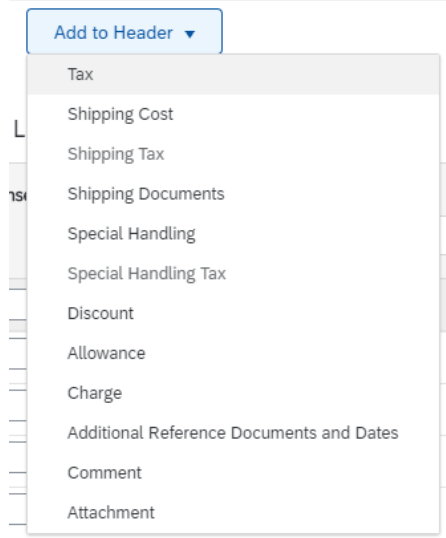 Add to Header
Tax
Shipping Cost
L
Shipping Tax
Shipping Documents
Special Handling
Special Handling Tax
Discount
Allowance
Charge
Additional Reference Documents and Dates
Comment
Attachment